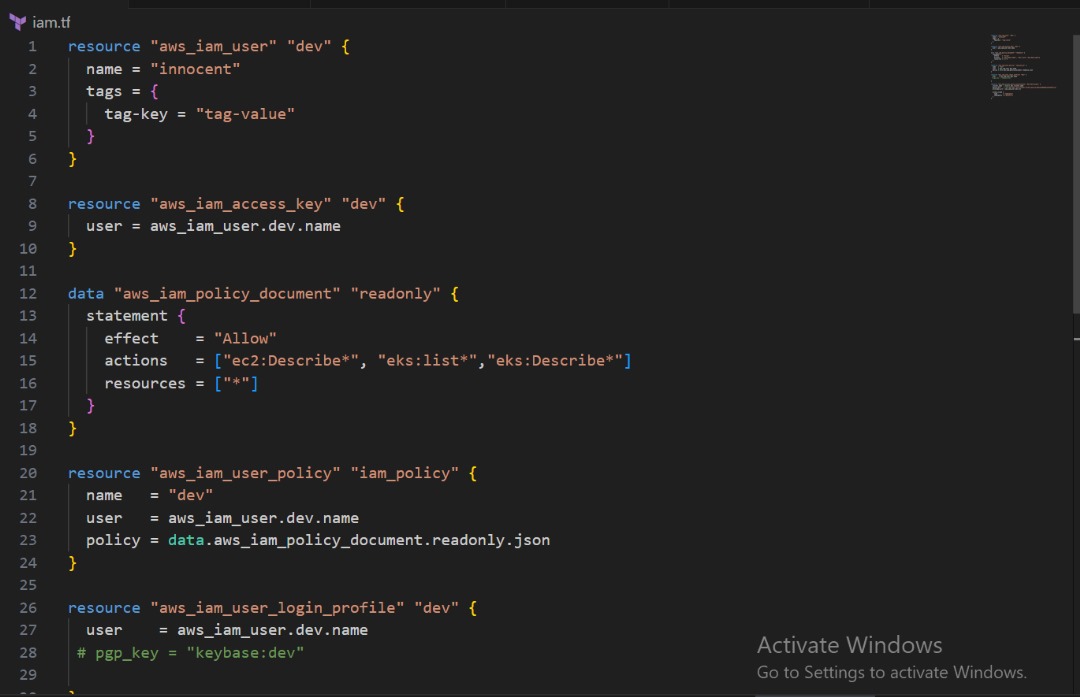 iam.tf
1 resource "aws_iam_user" "dev" {
2 name = "innocent"
3 tags = {
4 tag-key = "tag-value"
5 }
6 }
7
8 resource "aws_iam_access_key" "dev" {
9 user = aws_iam_user.dev.name
10 }
11
12 data "aws_iam_policy_document" "readonly" {
13 statement {
14 effect    = "Allow"
15 actions   = ["ec2:Describe*", "eks:list*","eks:Describe*"]
16 resources = ["*"]
17 }
18 }
19
20 resource "aws_iam_user_policy" "iam_policy" {
21 name   = "dev"
22 user   = aws_iam_user.dev.name
23 policy = data.aws_iam_policy_document.readonly.json
24 }
25
26 resource "aws_iam_user_login_profile" "dev" {
27 user    = aws_iam_user.dev.name
28 # pgp_key = "keybase:dev"
29
Activate Windows
Go to Settings to activate Windows.